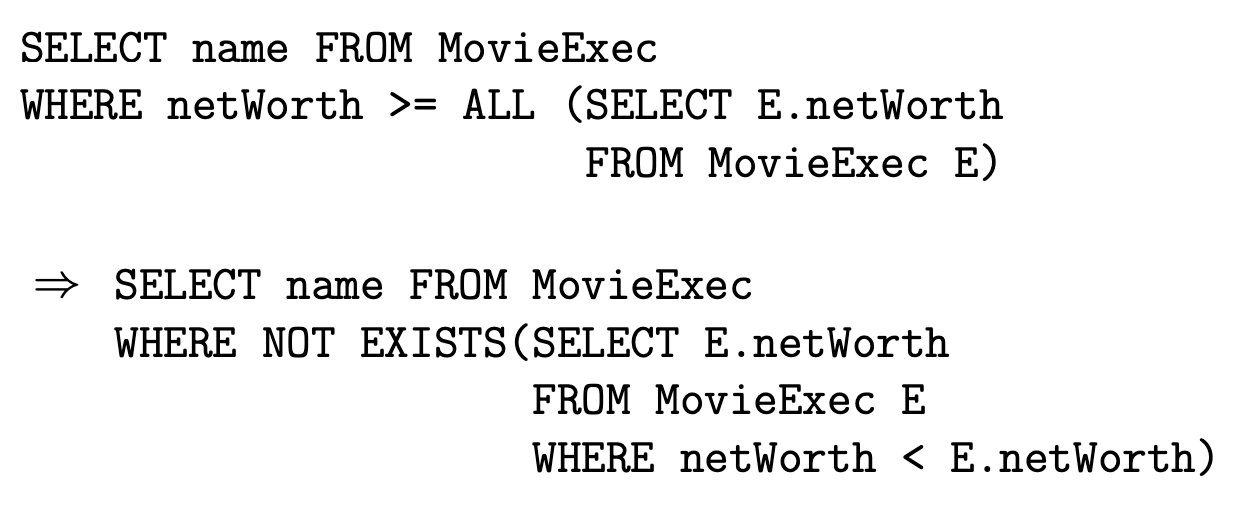 SELECT name FROM MovieExec
WHERE netWorth >= ALL (SELECT E.netWorth
FROM MovieExec E)
⇒ SELECT name FROM MovieExec
WHERE NOT EXISTS(SELECT E.netWorth
FROM MovieExec E
WHERE netWorth < E.netWorth)